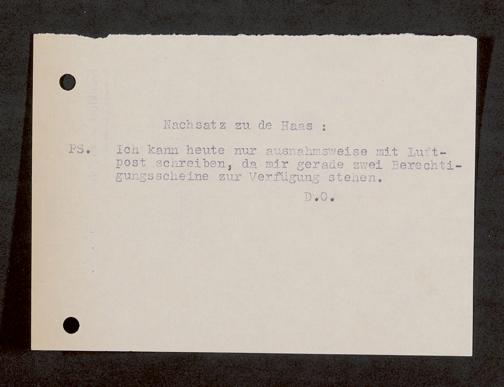 Nachsatz zu de Haas :
PS. Ich kann heute nur ausnahmsweise mit Luft-
post schreiben, da mir gerade zwei Berechti-
gungsscheine zur Verfügung stehen.
D.O.